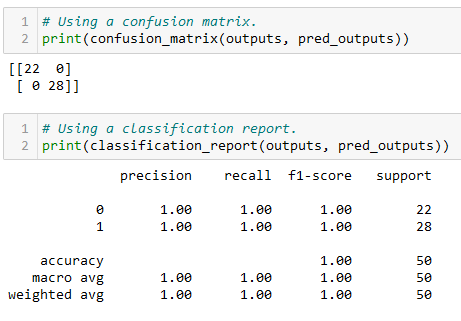 1 # Using a confusion matrix.
2 print(confusion_matrix(outputs, pred_outputs))
[[22  0]
 [ 0 28]]
1 # Using a classification report.
2 print(classification_report(outputs, pred_outputs))
              precision    recall  f1-score   support
           0       1.00      1.00      1.00        22
           1       1.00      1.00      1.00        28
    accuracy                           1.00        50
   macro avg       1.00      1.00      1.00        50
weighted avg       1.00      1.00      1.00        50